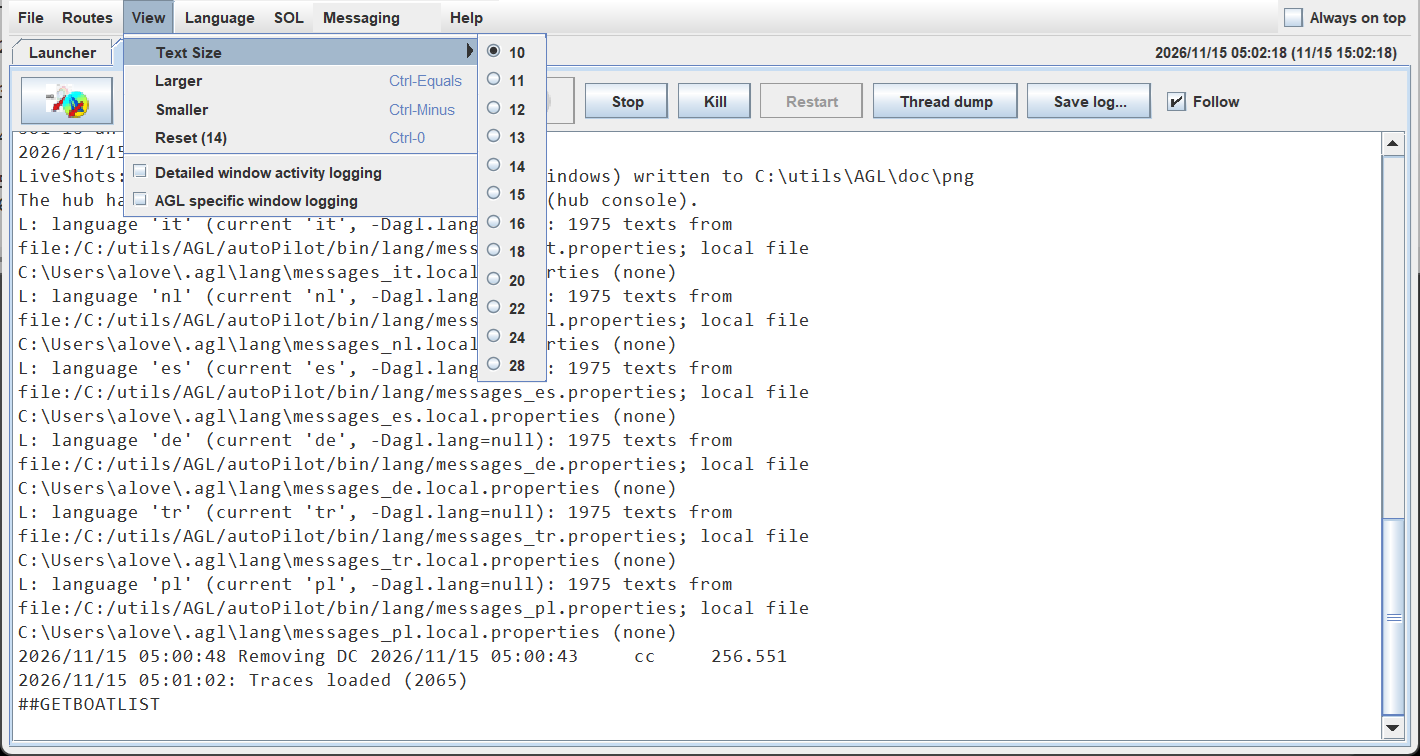 File Routes View Language SOL Messaging Help Always on top
Launcher 2026/11/15 05:02:18 (11/15 15:02:18)
Text Size
Larger Ctrl-Equals
Smaller Ctrl-Minus
Reset (14) Ctrl-0
Detailed window activity logging
AGL specific window logging
10
11
12
13
14
15
16
18
20
22
24
28
Stop Kill Restart Thread dump Save log... Follow
2026/11/15
LiveShots: indows) written to C:\utils\AGL\doc\png
The hub ha (hub console).
L: language 'it' (current 'it', -Dagl.lang : 1975 texts from
file:/C:/utils/AGL/autoPilot/bin/lang/mess t.properties; local file
C:\Users\alove\.agl\lang\messages_it.local rties (none)
L: language 'nl' (current 'nl', -Dagl.lang : 1975 texts from
file:/C:/utils/AGL/autoPilot/bin/lang/mess l.properties; local file
C:\Users\alove\.agl\lang\messages_nl.local rties (none)
L: language 'es' (current 'es', -Dagl.lang : 1975 texts from
file:/C:/utils/AGL/autoPilot/bin/lang/messages_es.properties; local file
C:\Users\alove\.agl\lang\messages_es.local.properties (none)
L: language 'de' (current 'de', -Dagl.lang=null): 1975 texts from
file:/C:/utils/AGL/autoPilot/bin/lang/messages_de.properties; local file
C:\Users\alove\.agl\lang\messages_de.local.properties (none)
L: language 'tr' (current 'tr', -Dagl.lang=null): 1975 texts from
file:/C:/utils/AGL/autoPilot/bin/lang/messages_tr.properties; local file
C:\Users\alove\.agl\lang\messages_tr.local.properties (none)
L: language 'pl' (current 'pl', -Dagl.lang=null): 1975 texts from
file:/C:/utils/AGL/autoPilot/bin/lang/messages_pl.properties; local file
C:\Users\alove\.agl\lang\messages_pl.local.properties (none)
2026/11/15 05:00:48 Removing DC 2026/11/15 05:00:43 cc 256.551
2026/11/15 05:01:02: Traces loaded (2065)
##GETBOATLIST